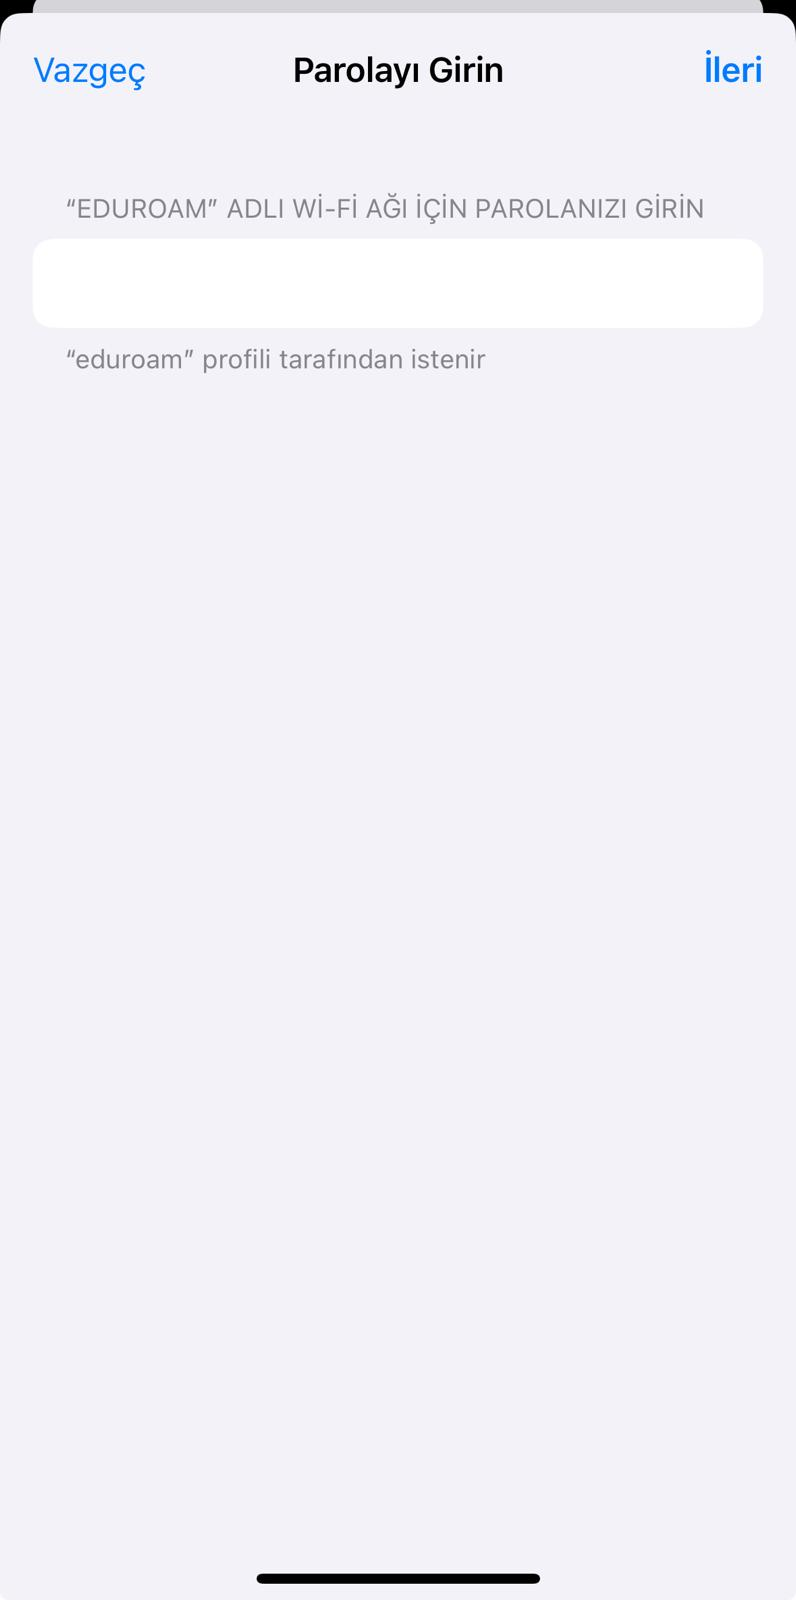 Vazgeç Parolayı Girin İleri
“EDUROAM” ADLI Wİ-Fİ AĞI İÇİN PAROLANIZI GİRİN
“eduroam” profili tarafından istenir